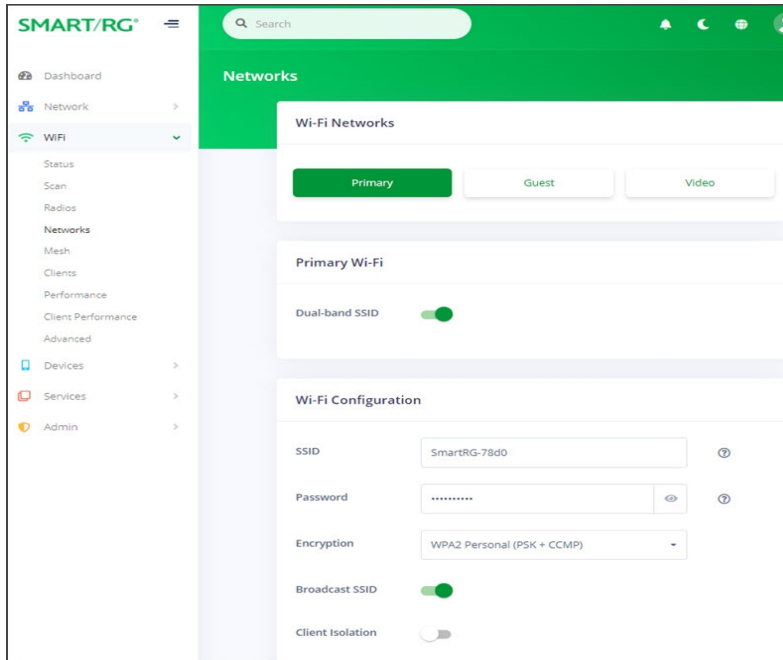 SMART/RG®
Search
Dashboard
Network
WiFi
Status
Scan
Radios
Networks
Mesh
Clients
Performance
Client Performance
Advanced
Devices
Services
Admin
Networks
Wi-Fi Networks
Primary Guest Video
Primary Wi-Fi
Dual-band SSID
Wi-Fi Configuration
SSID SmartRG-78d0
Password ••••••••••
Encryption WPA2 Personal (PSK + CCMP)
Broadcast SSID
Client Isolation